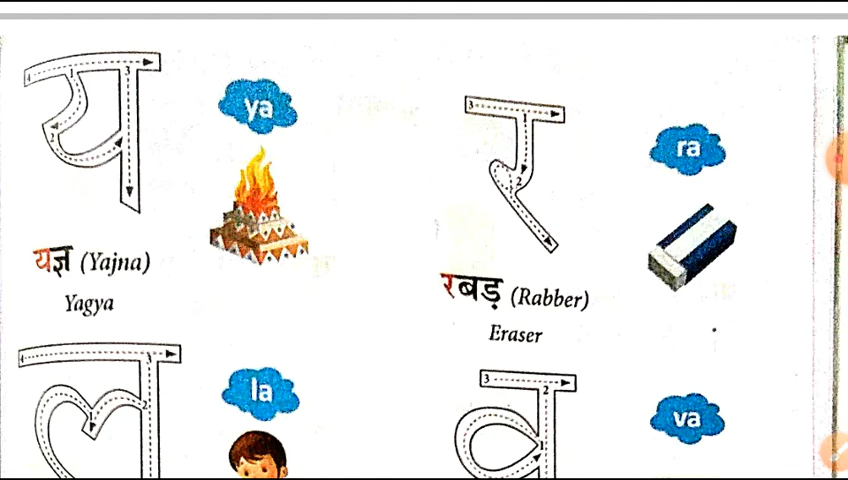 य
ya
यज्ञ (Yajna)
Yagya
र
ra
रबड़ (Rabber)
Eraser
ल
la
व
va